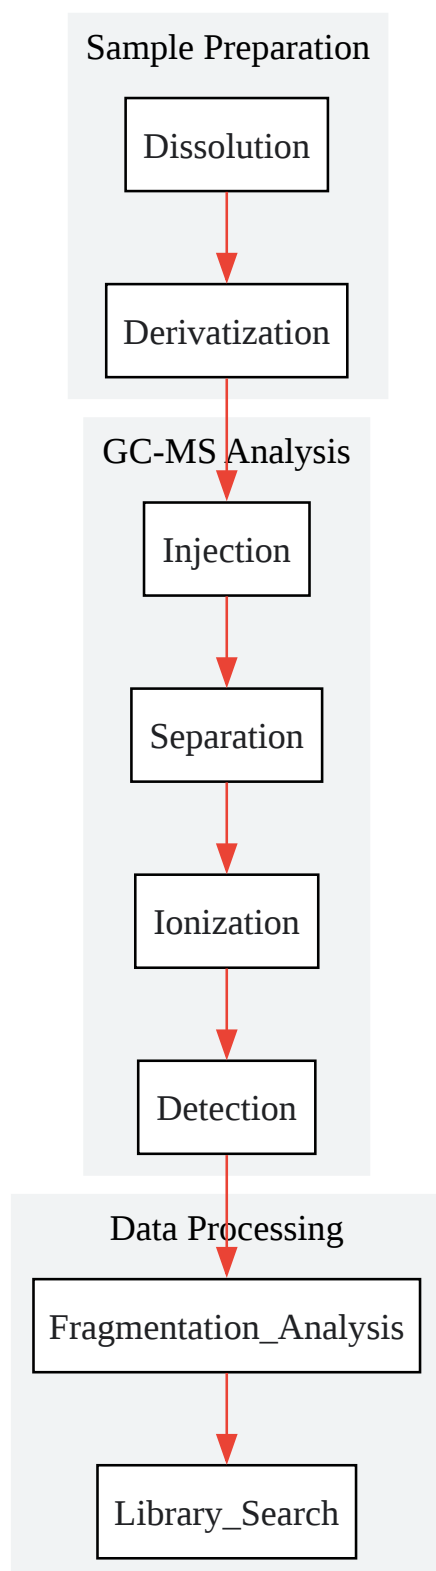 Sample Preparation
Dissolution
Derivatization
GC-MS Analysis
Injection
Separation
Ionization
Detection
Data Processing
Fragmentation_Analysis
Library_Search